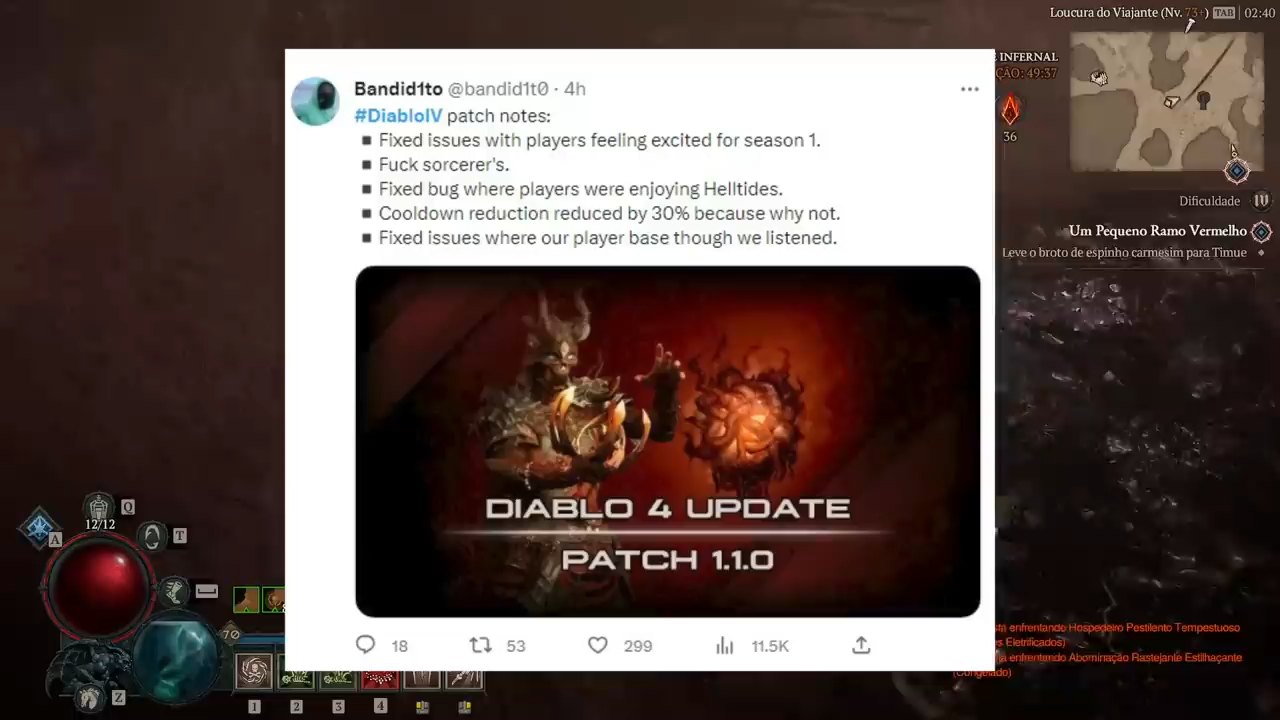 Loucura do Viajante (Nv. 73+) TAB 02:40
E INFERNAL
ÇÃO: 49:37
36
Bandid1to @bandid1t0 · 4h
#DiabloIV patch notes:
▪ Fixed issues with players feeling excited for season 1.
▪ Fuck sorcerer's.
▪ Fixed bug where players were enjoying Helltides.
▪ Cooldown reduction reduced by 30% because why not.
▪ Fixed issues where our player base though we listened.
Dificuldade IV
Um Pequeno Ramo Vermelho
Leve o broto de espinho carmesim para Timue
DIABLO 4 UPDATE
PATCH 1.1.0
18 53 299 11.5K
Q
12/12
A
T
70
Z
1 2 3 4
stá enfrentando Hospedeiro Pestilento Tempestuoso
s Eletrificados)
a enfrentando Abominação Rastejante Estilhaçante
(Congelado)